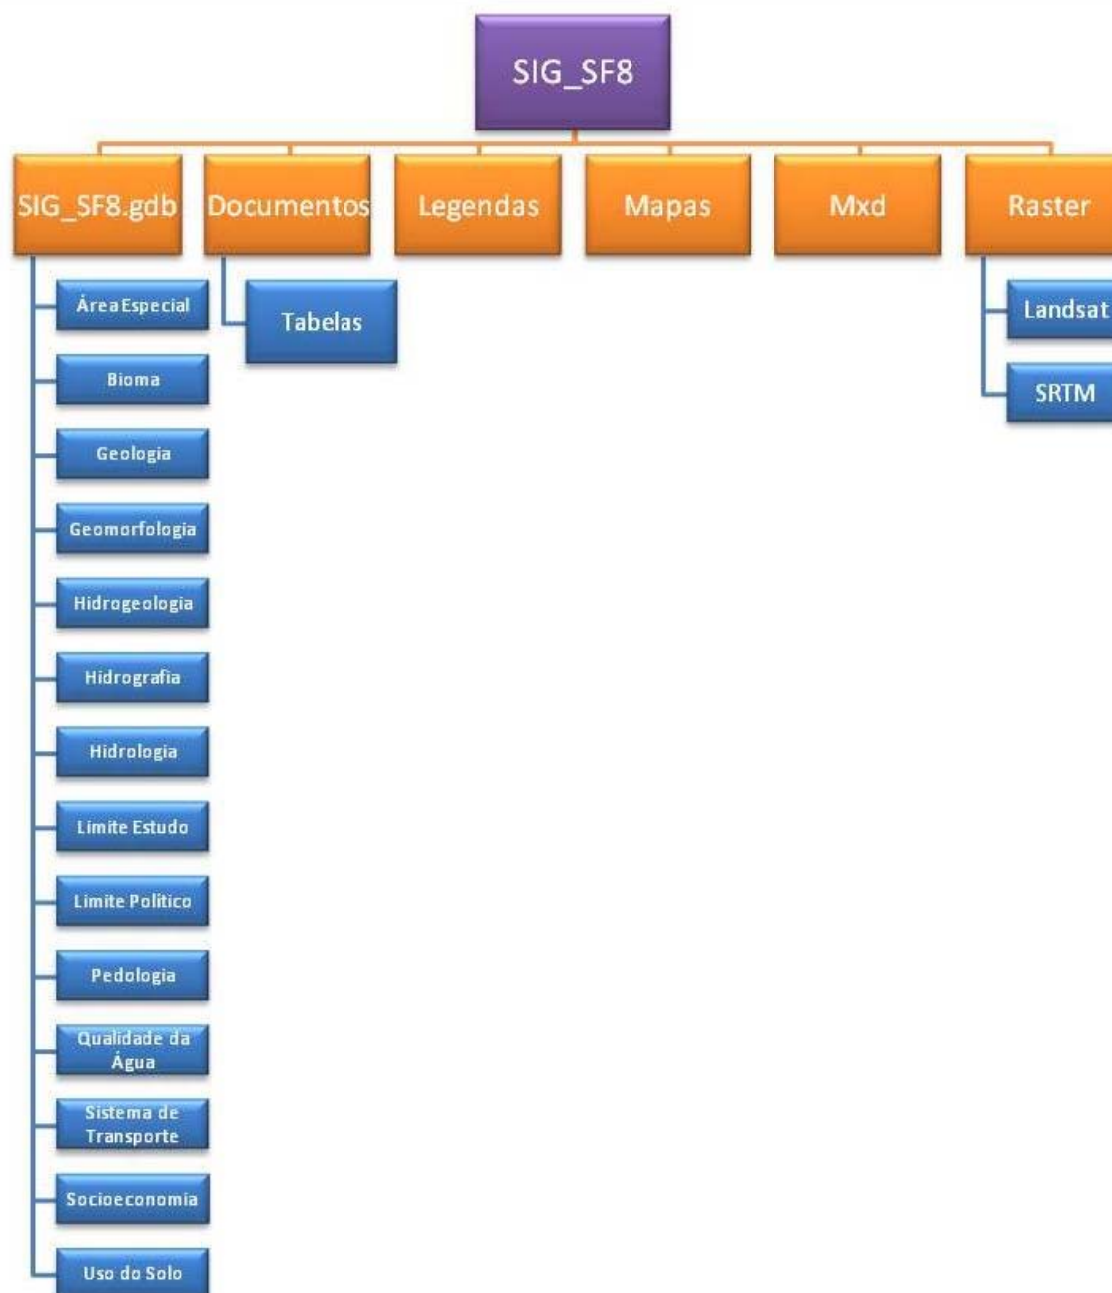 SIG_SF8
SIG_SF8.gdb
Documentos
Legendas
Mapas
Mxd
Raster
Área Especial
Bioma
Geologia
Geomorfologia
Hidrogeologia
Hidrografia
Hidrologia
Limite Estudo
Limite Político
Pedologia
Qualidade da
Água
Sistema de
Transporte
Socioeconomia
Uso do Solo
Tabelas
Landsat
SRTM